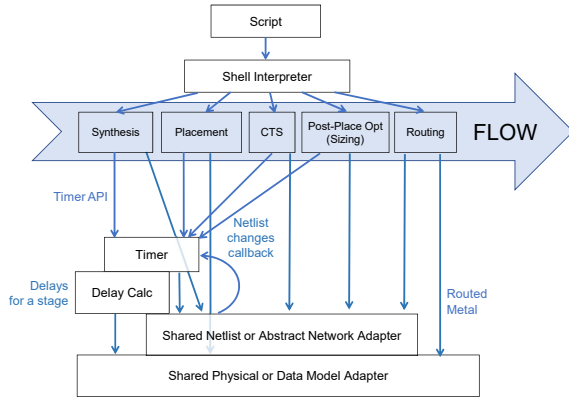 Script
Shell Interpreter
Synthesis
Placement
CTS
Post-Place Opt
(Sizing)
Routing
FLOW
Timer API
Netlist
changes
callback
Timer
Delays
for a stage
Delay Calc
Routed
Metal
Shared Netlist or Abstract Network Adapter
Shared Physical or Data Model Adapter